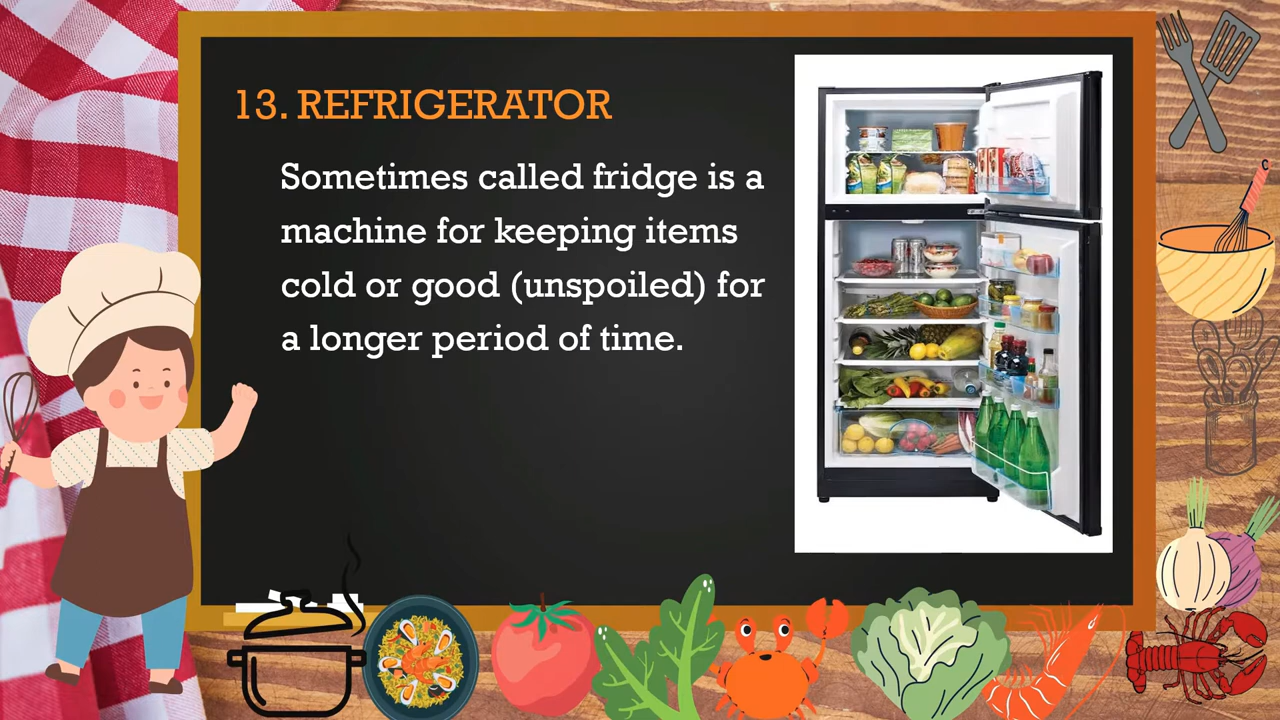 13. REFRIGERATOR
Sometimes called fridge is a
machine for keeping items
cold or good (unspoiled) for
a longer period of time.